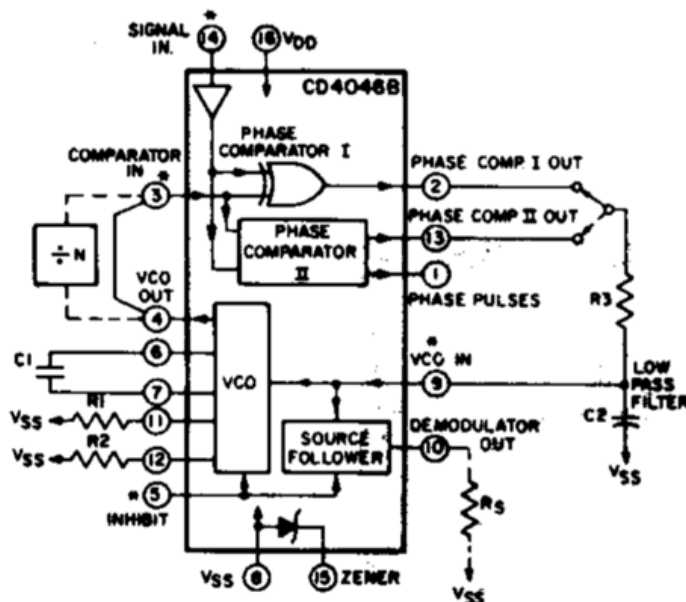 *
SIGNAL
IN.
14
16
VDD
CD4046B
PHASE
COMPARATOR I
COMPARATOR
IN
3
*
PHASE COMP. I OUT
2
PHASE COMP. II OUT
13
PHASE
COMPARATOR
II
÷ N
1
PHASE PULSES
VCO
OUT
4
R3
C1
6
7
VCO
*
VCO IN
9
LOW
PASS
FILTER
C2
VSS
R1
11
VSS
R2
12
SOURCE
FOLLOWER
DEMODULATOR
OUT
10
VSS
* 5
INHIBIT
RS
VSS
8
15
ZENER
VSS